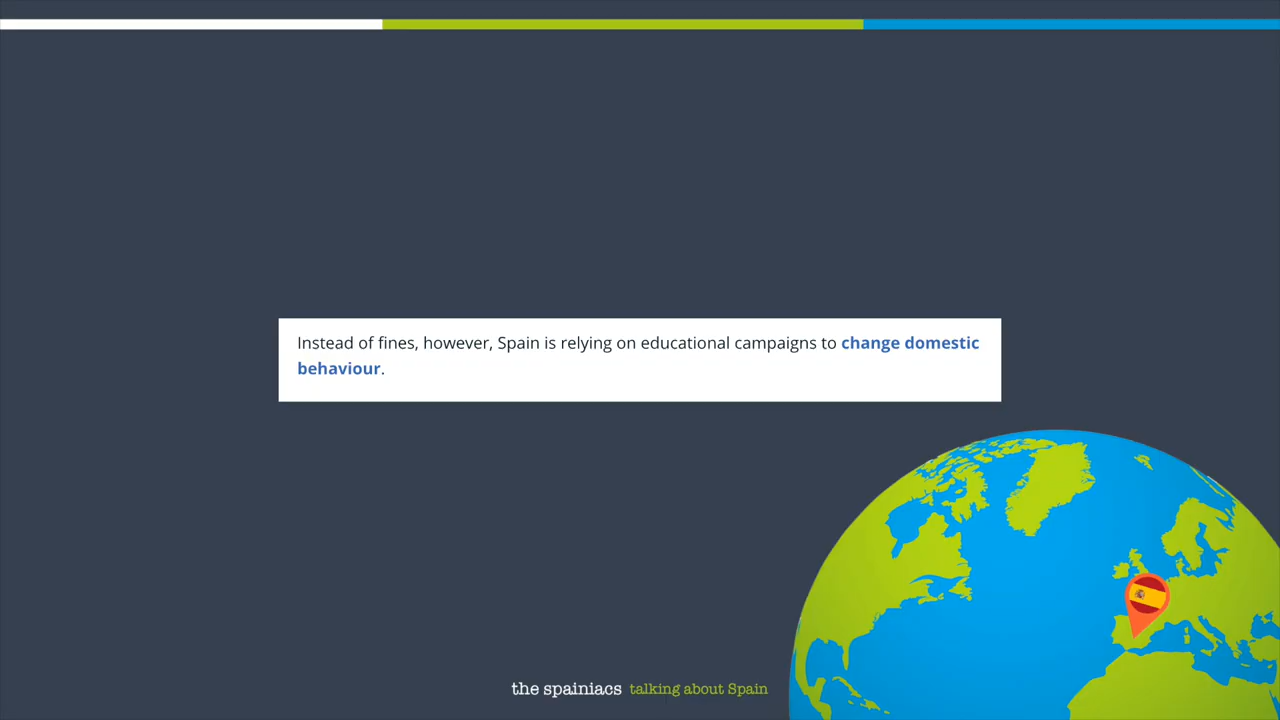 Instead of fines, however, Spain is relying on educational campaigns to change domestic
behaviour.
the spainiacs talking about Spain